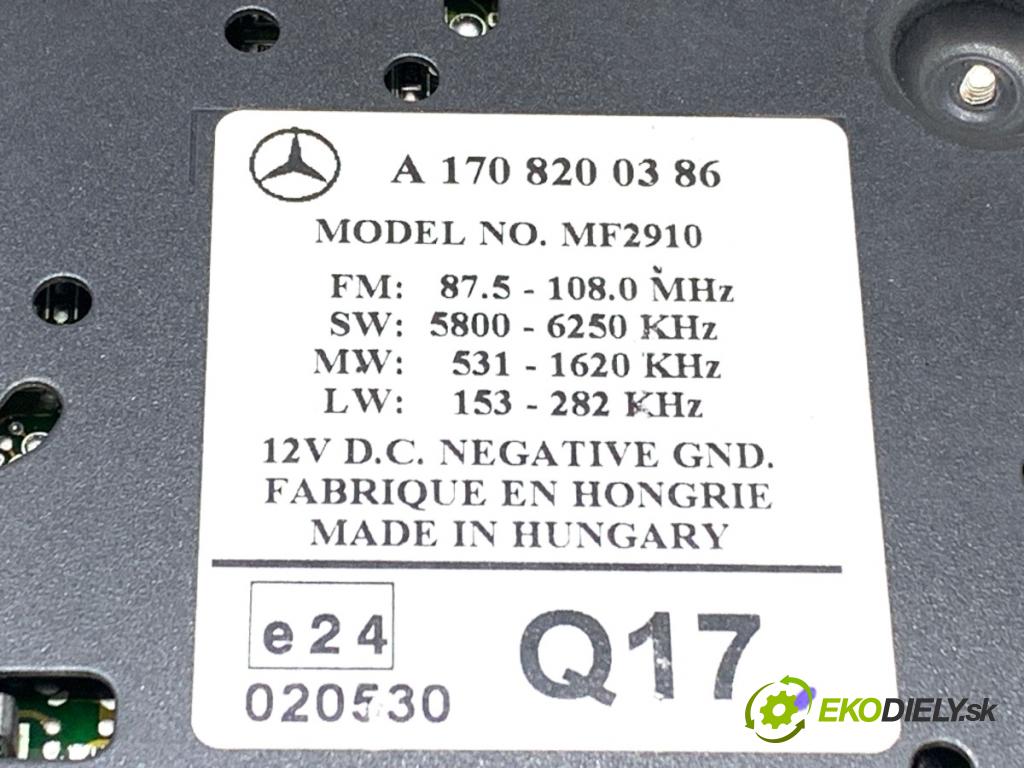 A 170 820 03 86
MODEL NO. MF2910
FM: 87.5 - 108.0 MHz
SW: 5800 - 6250 KHz
MW: 531 - 1620 KHz
LW: 153 - 282 KHz
12V D.C. NEGATIVE GND.
FABRIQUE EN HONGRIE
MADE IN HUNGARY
e24
020530
Q17
EKODIELY.sk